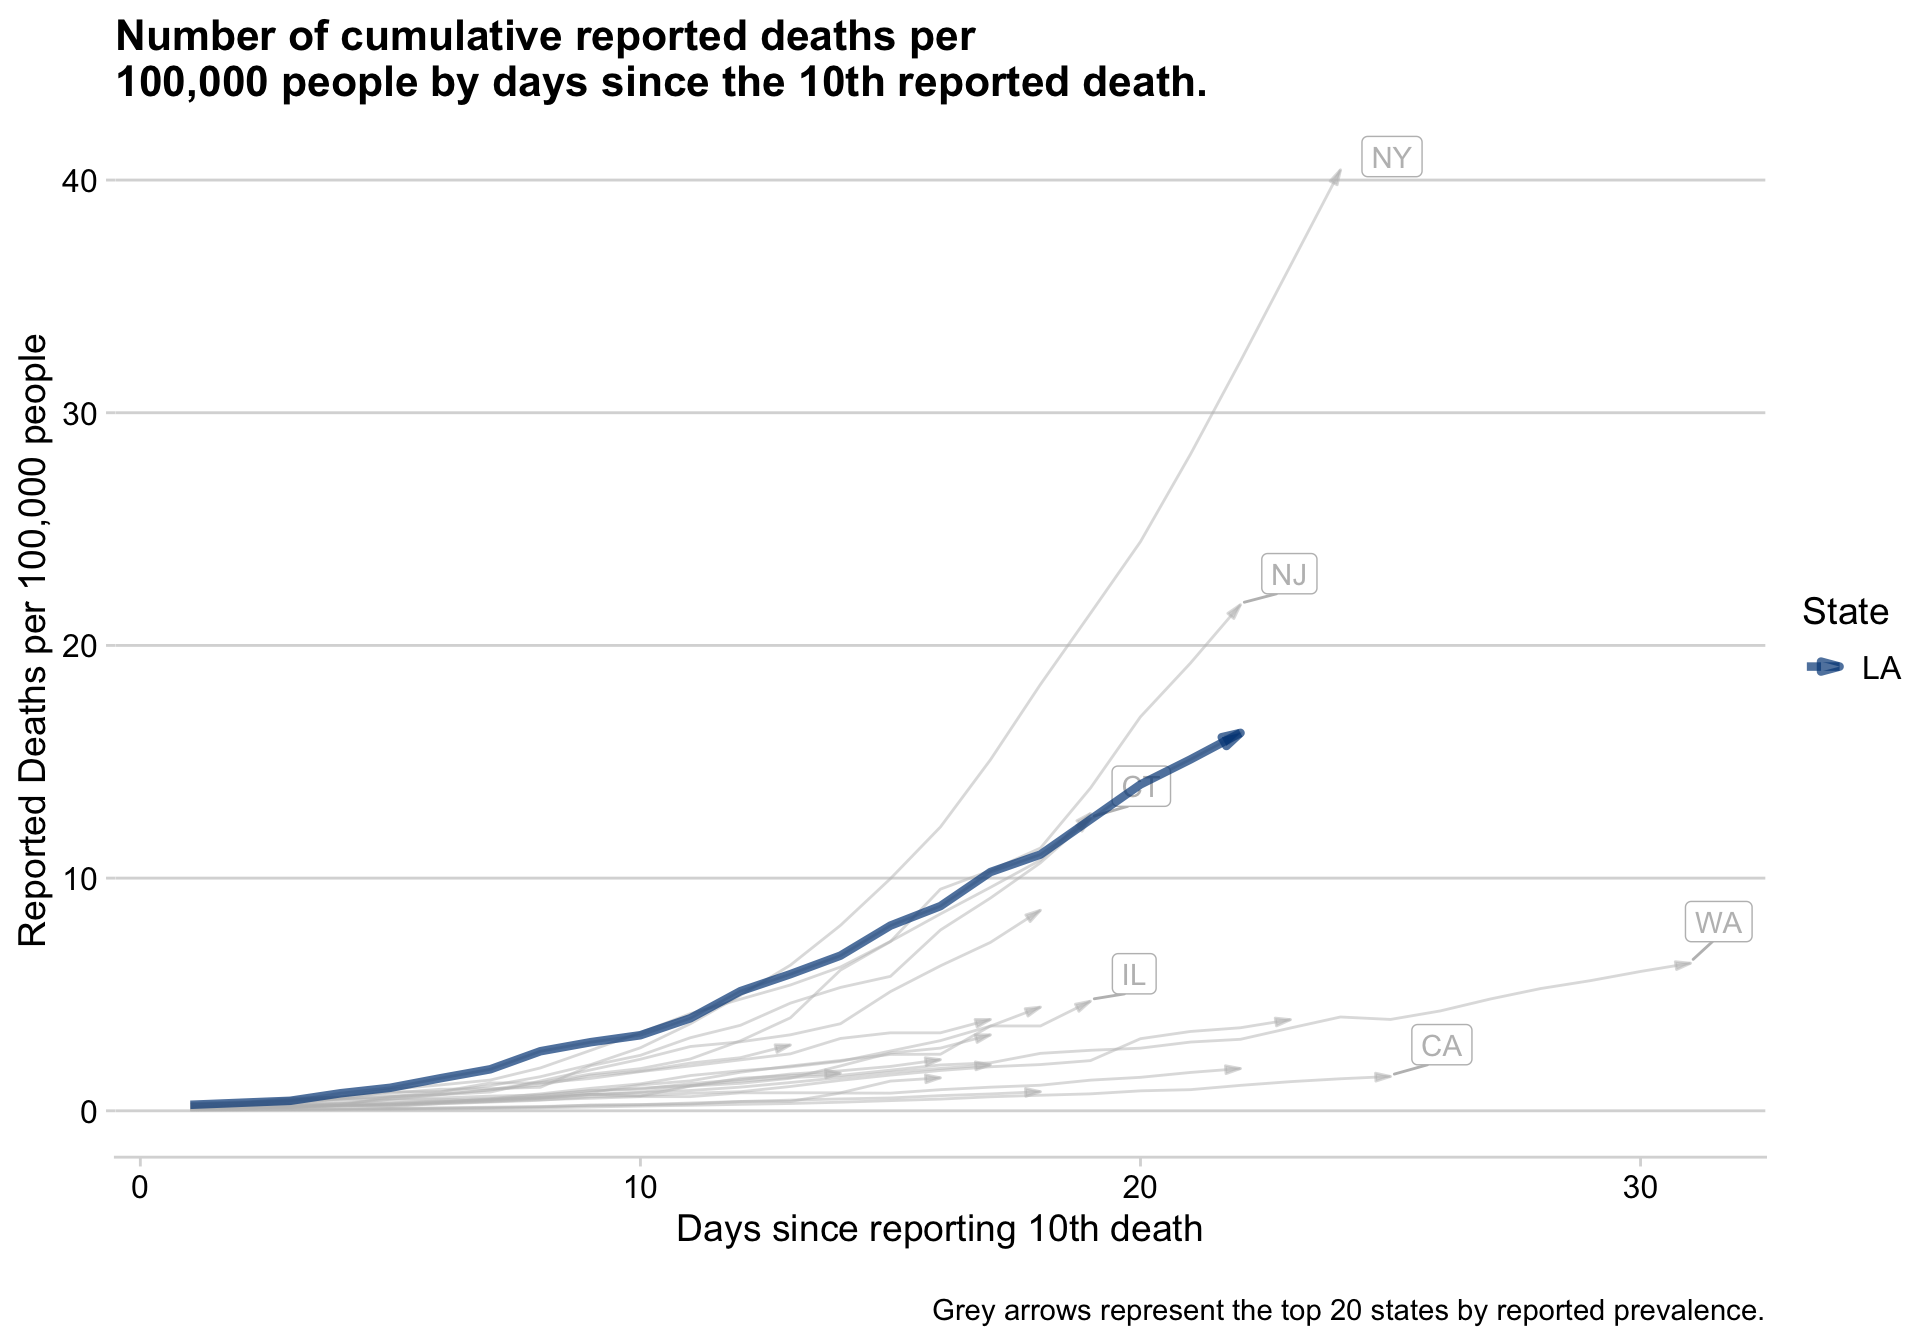 Number of cumulative reported deaths per
100,000 people by days since the 10th reported death.
Reported Deaths per 100,000 people
40
30
20
10
0
NY
NJ
CT
WA
IL
CA
State
LA
0
10
20
30
Days since reporting 10th death
Grey arrows represent the top 20 states by reported prevalence.